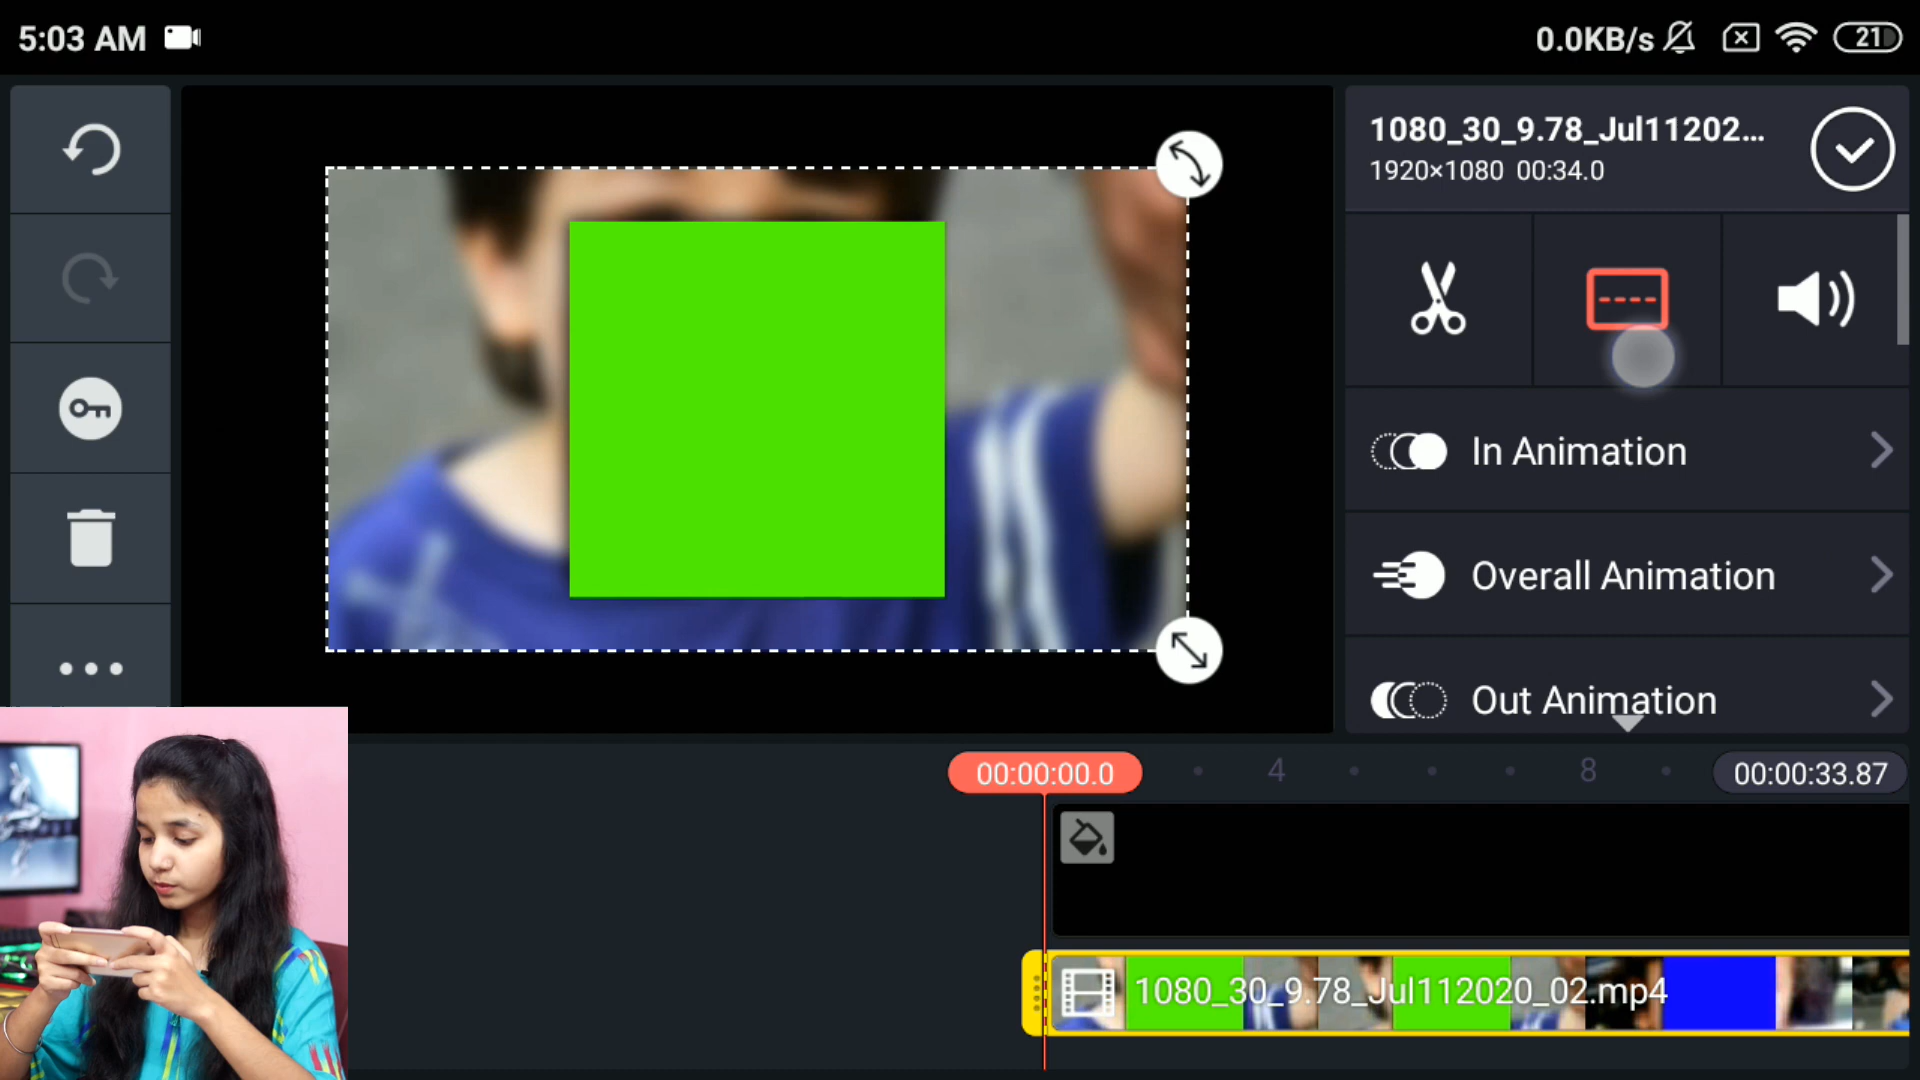 5:03 AM
0.0KB/s
21
1080_30_9.78_Jul11202...
1920×1080 00:34.0
In Animation
Overall Animation
Out Animation
00:00:00.0
4
8
00:00:33.87
1080_30_9.78_Jul112020_02.mp4